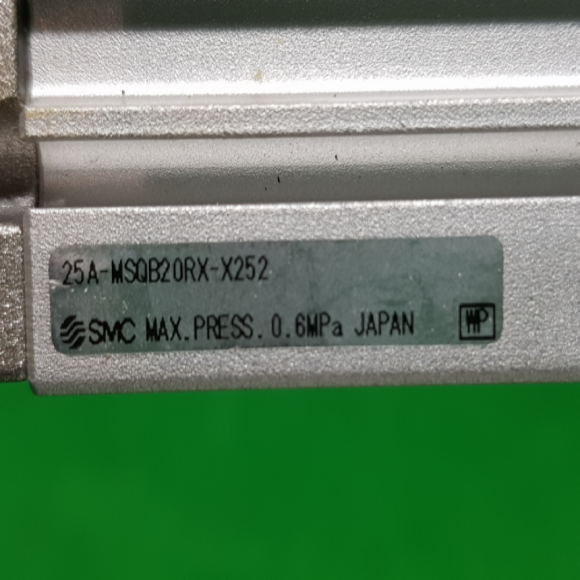 25A-MSQB20RX-X252
SMC MAX.PRESS.0.6MPa JAPAN